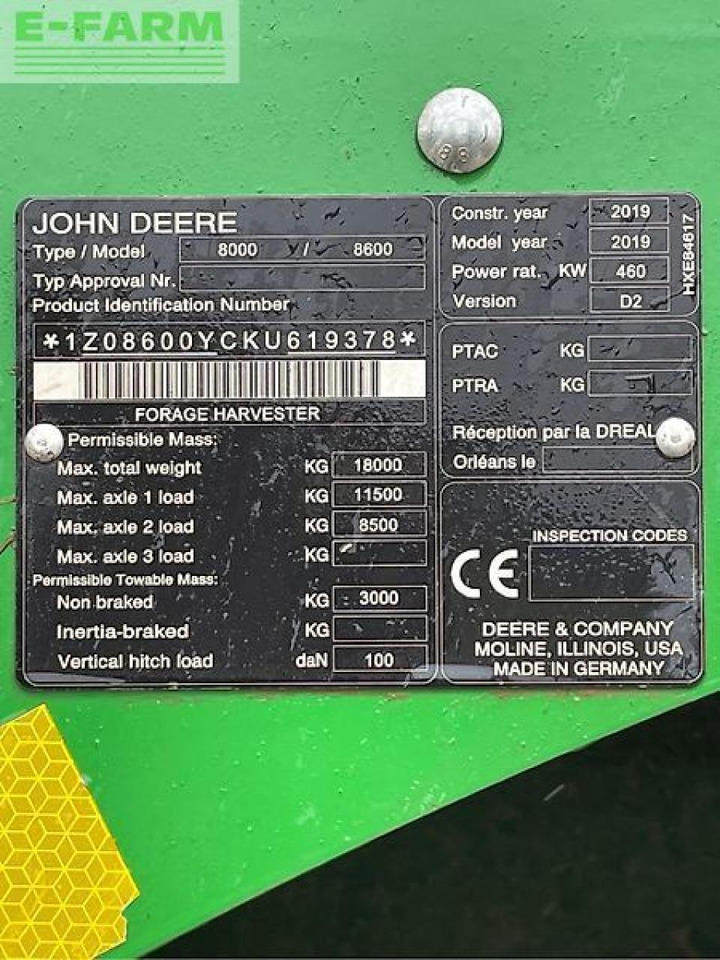 E-FARM
88
JOHN DEERE
Type / Model 8000 / 8600
Typ Approval Nr.
Product Identification Number
*1Z08600YCKU619378*
FORAGE HARVESTER
Permissible Mass:
Max. total weight KG 18000
Max. axle 1 load KG 11500
Max. axle 2 load KG 8500
Max. axle 3 load KG
Permissible Towable Mass:
Non braked KG 3000
Inertia-braked KG
Vertical hitch load daN 100
Constr. year 2019
Model year 2019
Power rat. KW 460
Version D2
HXE84617
PTAC KG
PTRA KG
Réception par la DREAL
Orléans le
INSPECTION CODES
CE
DEERE & COMPANY
MOLINE, ILLINOIS, USA
MADE IN GERMANY